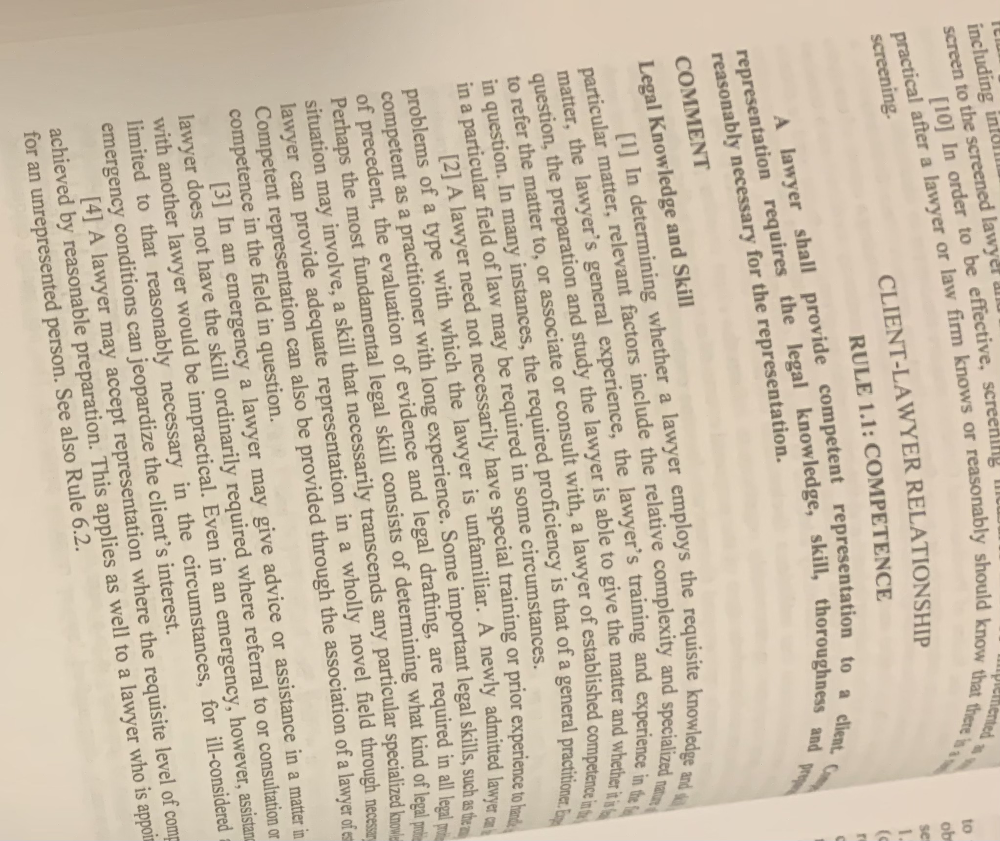 including
screen to the screened lawyer
[10] In order to be effective, screening
practical after a lawyer or law firm knows or reasonably should know that there is a
screening.
CLIENT-LAWYER RELATIONSHIP
RULE 1.1: COMPETENCE
A lawyer shall provide competent representation to a client.
representation requires the legal knowledge, skill, thoroughness and
reasonably necessary for the representation.
COMMENT
Legal Knowledge and Skill
[1] In determining whether a lawyer employs the requisite knowledge and
particular matter, relevant factors include the relative complexity and specialized nature
matter, the lawyer's general experience, the lawyer's training and experience in the
question, the preparation and study the lawyer is able to give the matter and whether it is
to refer the matter to, or associate or consult with, a lawyer of established competence in the
in question. In many instances, the required proficiency is that of a general practitioner.
in a particular field of law may be required in some circumstances.
[2] A lawyer need not necessarily have special training or prior experience to
problems of a type with which the lawyer is unfamiliar. A newly admitted lawyer can
competent as a practitioner with long experience. Some important legal skills, such as the
of precedent, the evaluation of evidence and legal drafting, are required in all legal
Perhaps the most fundamental legal skill consists of determining what kind of legal
situation may involve, a skill that necessarily transcends any particular specialized
lawyer can provide adequate representation in a wholly novel field through necessary
Competent representation can also be provided through the association of a lawyer of
competence in the field in question.
[3] In an emergency a lawyer may give advice or assistance in a matter in
lawyer does not have the skill ordinarily required where referral to or consultation or
with another lawyer would be impractical. Even in an emergency, however,
limited to that reasonably necessary in the circumstances, for ill-considered
emergency conditions can jeopardize the client's interest.
[4] A lawyer may accept representation where the requisite level of
achieved by reasonable preparation. This applies as well to a lawyer who is
for an unrepresented person. See also Rule 6.2.
to